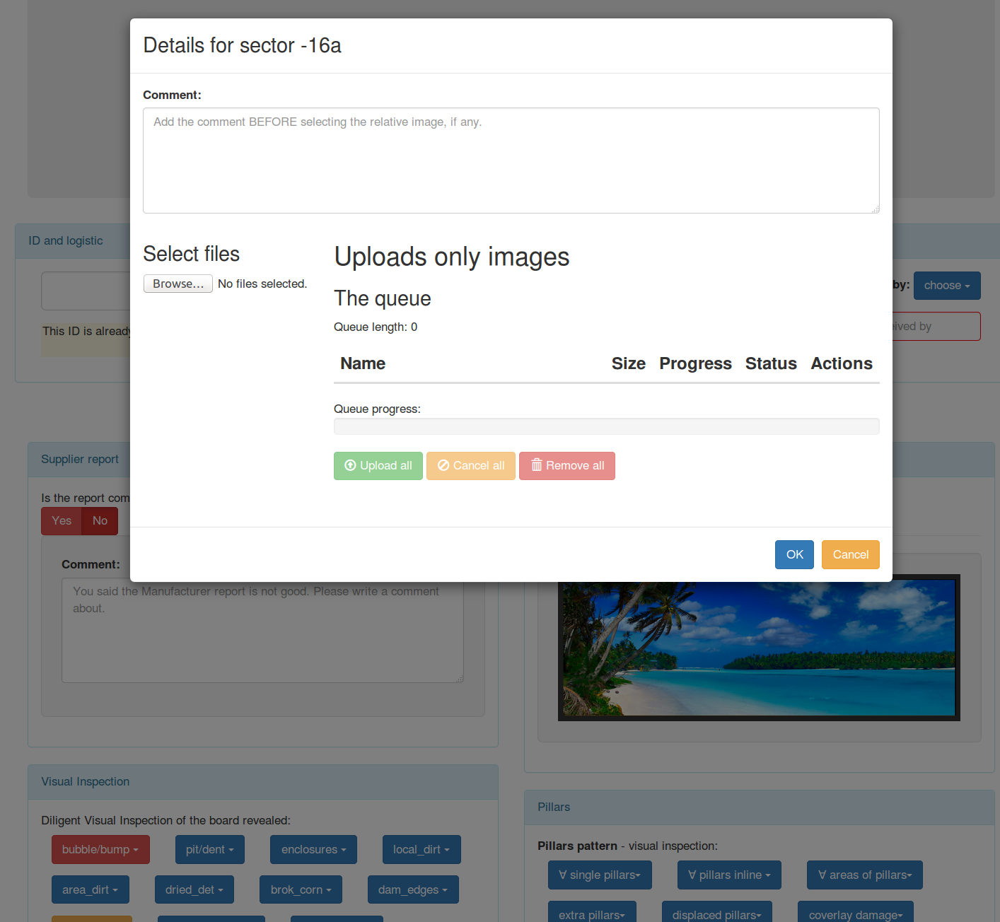 Details for sector -16a
Comment:
Add the comment BEFORE selecting the relative image, if any.
Select files
Browse...
No files selected.
Uploads only images
The queue
Queue length: 0
Name Size Progress Status Actions
Queue progress:
Upload all Cancel all Remove all
OK Cancel
ID and logistic
by: choose
This ID is already
eived by
Supplier report
Is the report com
Yes No
Comment:
You said the Manufacturer report is not good. Please write a comment
about.
Visual Inspection
Diligent Visual Inspection of the board revealed:
bubble/bump pit/dent enclosures local_dirt
area_dirt dried_det brok_corn dam_edges
Pillars
Pillars pattern - visual inspection:
∀ single pillars ∀ pillars inline ∀ areas of pillars
extra pillars displaced pillars coverlay damage